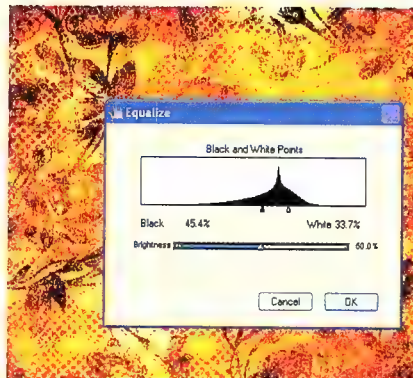 Equalize
Black and White Points
Black 45.4% White 33.7%
Brightness 60.0%
Cancel OK